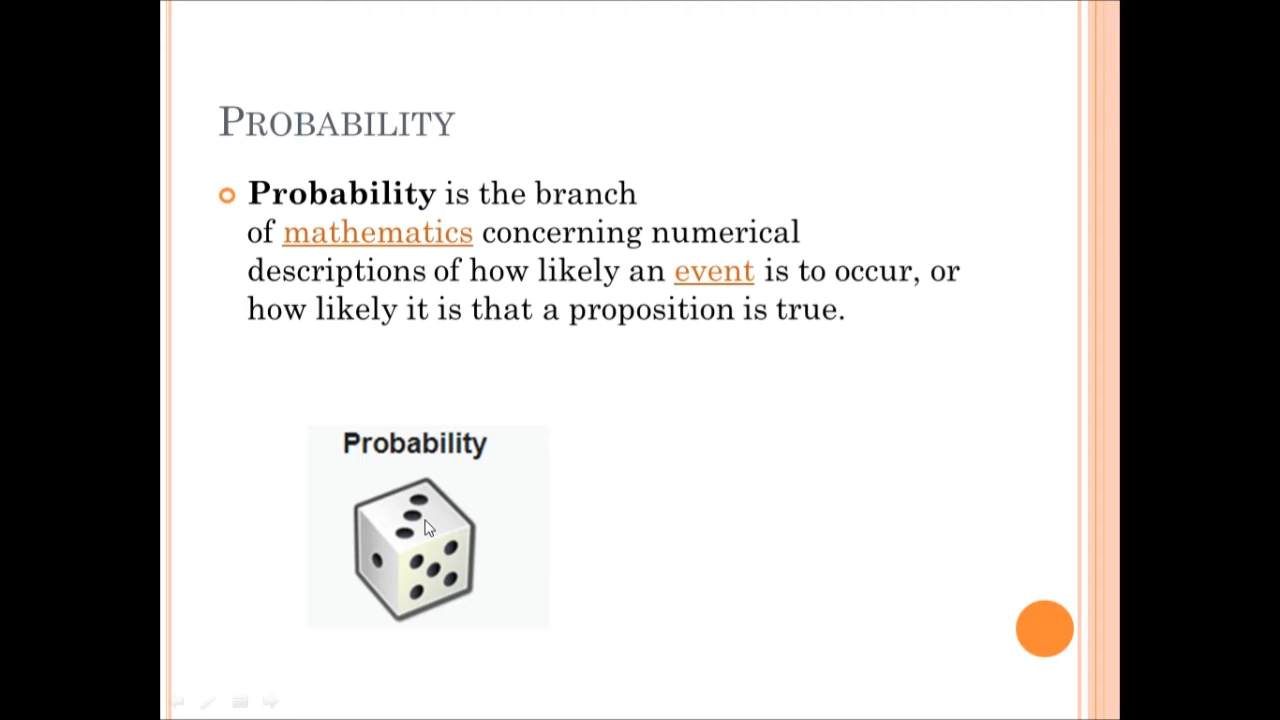 PROBABILITY
Probability is the branch
of mathematics concerning numerical
descriptions of how likely an event is to occur, or
how likely it is that a proposition is true.
Probability